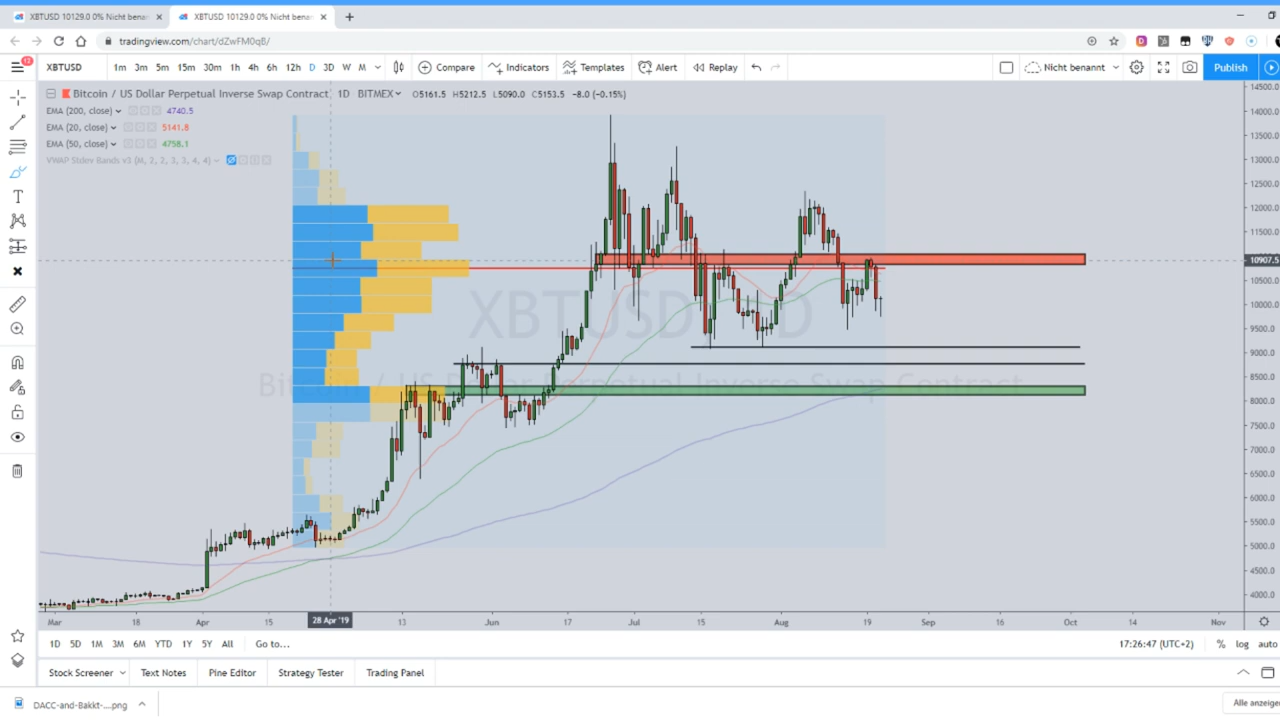 XBTUSD 10129.0 0% Nicht benan
XBTUSD 10129.0 0% Nicht benan
tradingview.com/chart/dZwFM0qB/
XBTUSD 1m 3m 5m 15m 30m 1h 4h 6h 12h D 3D W M Compare Indicators Templates Alert Replay Nicht benannt Publish
Bitcoin / US Dollar Perpetual Inverse Swap Contract 1D BITMEX O5161.5 H5212.5 L5090.0 C5153.5 -8.0 (-0.15%)
EMA (200, close) 4740.5
EMA (20, close) 5141.8
EMA (50, close) 4758.1
VWAP Stdev Bands v3 (M, 2, 2, 3, 3, 4, 4)
14500.0
14000.0
13500.0
13000.0
12500.0
12000.0
11500.0
10907.5
10500.0
10000.0
9500.0
9000.0
8500.0
8000.0
7500.0
7000.0
6500.0
6000.0
5500.0
5000.0
4500.0
4000.0
Bitcoin / US Dollar Perpetual Inverse Swap Contract
Mar 18 Apr 15 28 Apr '19 13 Jun 17 Jul 15 Aug 19 Sep 16 Oct 14 Nov
1D 5D 1M 3M 6M YTD 1Y 5Y All Go to... 17:26:47 (UTC+2) % log auto
Stock Screener Text Notes Pine Editor Strategy Tester Trading Panel
DACC-and-Bakkt-....png Alle anzeigen